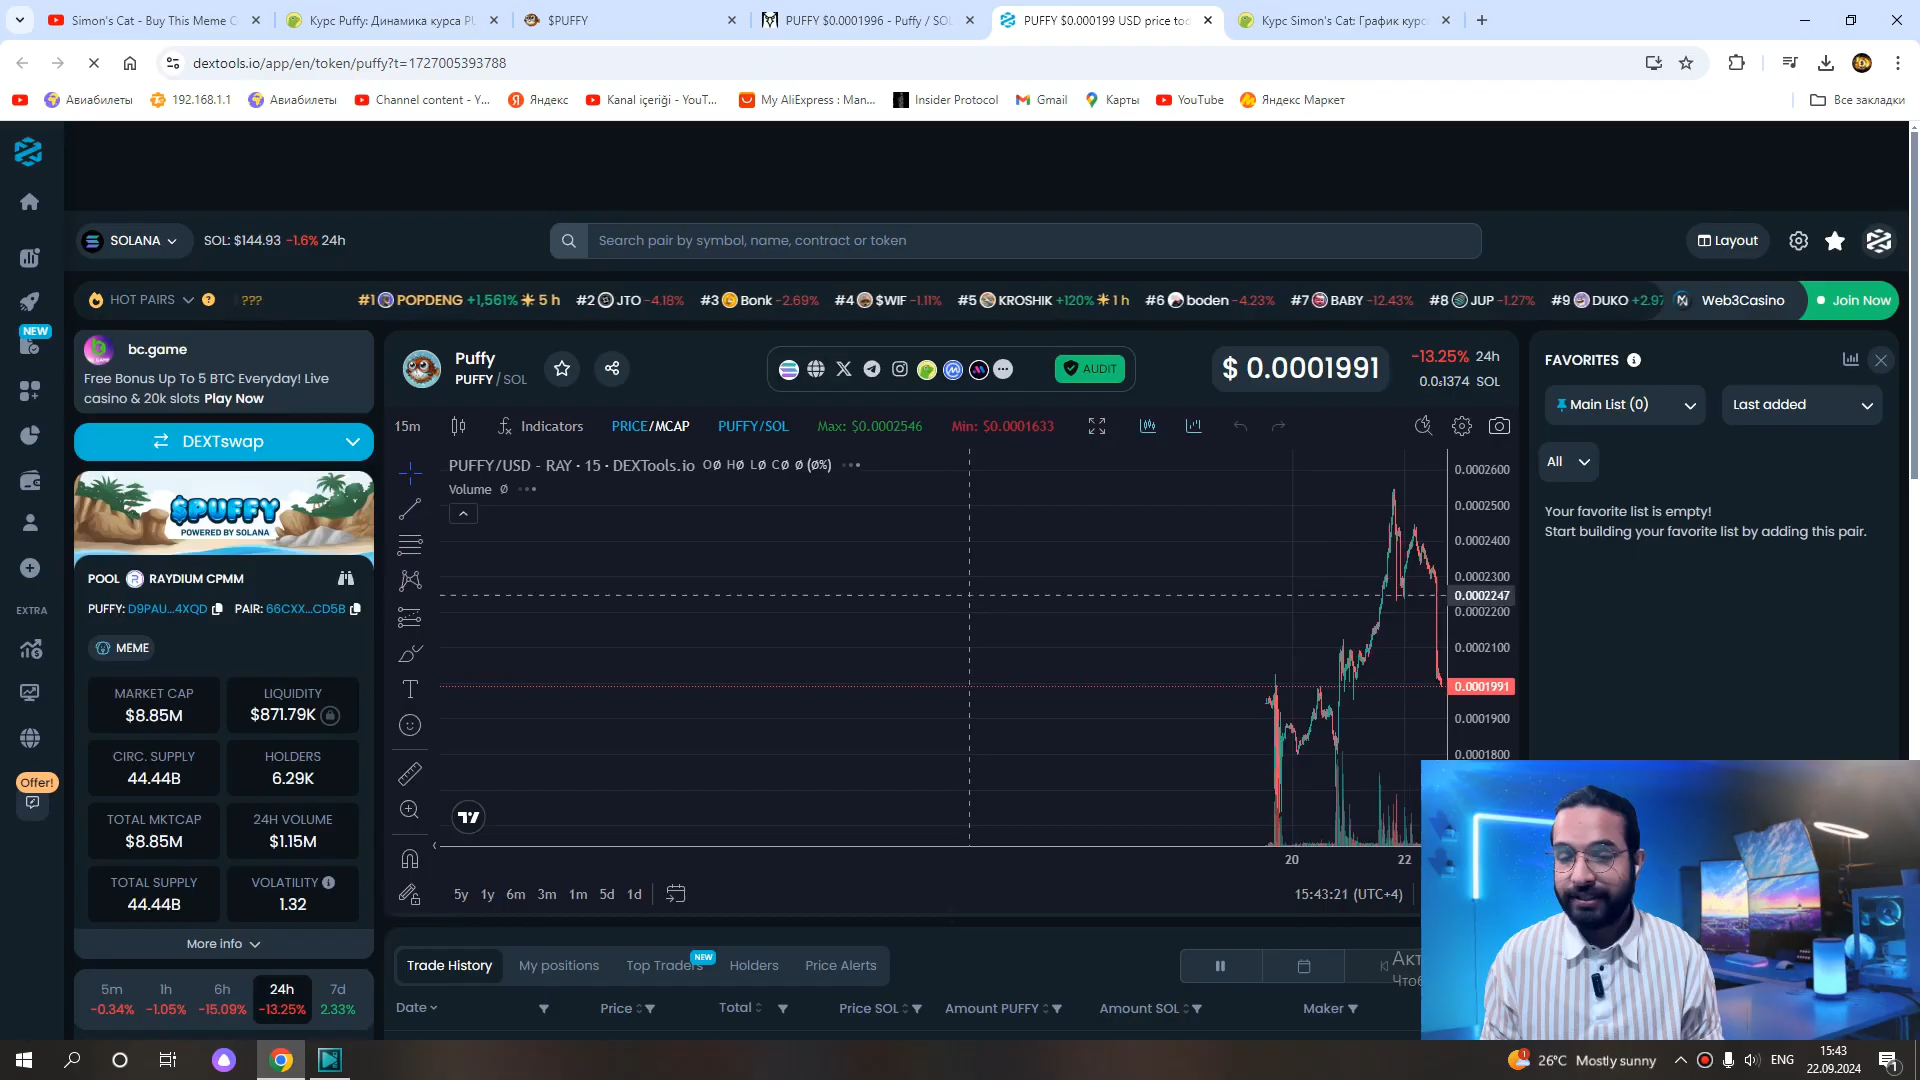 Simon's Cat - Buy This Meme C
Курс Puffy: Динамика курса PU
$PUFFY
PUFFY $0.0001996 - Puffy / SOL
PUFFY $0.000199 USD price tod
Курс Simon's Cat: График курс
dextools.io/app/en/token/puffy?t=1727005393788
Авиабилеты
192.168.1.1
Авиабилеты
Channel content - Y...
Яндекс
Kanal içeriği - YouT...
My AliExpress : Man...
Insider Protocol
Gmail
Карты
YouTube
Яндекс Маркет
Все закладки
SOLANA
SOL: $144.93 -1.6% 24h
Search pair by symbol, name, contract or token
Layout
HOT PAIRS
???
#1 POPDENG +1,561% 5 h
#2 JTO -4.18%
#3 Bonk -2.69%
#4 $WIF -1.11%
#5 KROSHIK +120% 1 h
#6 boden -4.23%
#7 BABY -12.43%
#8 JUP -1.27%
#9 DUKO +2.97
Web3Casino
Join Now
NEW
bc.game
Free Bonus Up To 5 BTC Everyday! Live
casino & 20k slots Play Now
DEXTswap
$PUFFY
POWERED BY SOLANA
POOL RAYDIUM CPMM
PUFFY: D9PAU...4XQD PAIR: 66CXX...CD5B
MEME
MARKET CAP
$8.85M
LIQUIDITY
$871.79K
CIRC. SUPPLY
44.44B
HOLDERS
6.29K
TOTAL MKTCAP
$8.85M
24H VOLUME
$1.15M
TOTAL SUPPLY
44.44B
VOLATILITY
1.32
More info
5m
-0.34%
1h
-1.05%
6h
-15.09%
24h
-13.25%
7d
2.33%
EXTRA
Offer!
Puffy
PUFFY / SOL
AUDIT
$ 0.0001991
-13.25% 24h
0.0₅1374 SOL
15m
Indicators
PRICE/MCAP
PUFFY/SOL
Max: $0.0002546
Min: $0.0001633
PUFFY/USD - RAY · 15 · DEXTools.io O∅ H∅ L∅ C∅ ∅ (∅%)
Volume ∅
0.0002600
0.0002500
0.0002400
0.0002300
0.0002247
0.0002200
0.0002100
0.0001991
0.0001900
0.0001800
20
22
5y 1y 6m 3m 1m 5d 1d
15:43:21 (UTC+4)
FAVORITES
Main List (0)
Last added
All
Your favorite list is empty!
Start building your favorite list by adding this pair.
Trade History
My positions
Top Traders
NEW
Holders
Price Alerts
Акт
Date
Price
Total
Price SOL
Amount PUFFY
Amount SOL
Maker
26°C Mostly sunny
ENG
15:43
22.09.2024
1